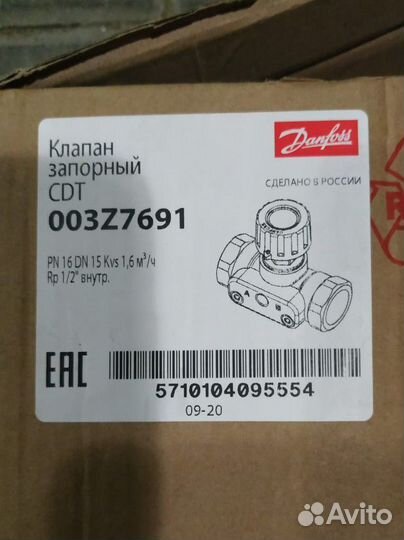 Клапан
запорный
CDT
003Z7691
Danfoss
СДЕЛАНО В РОССИИ
PN 16 DN 15 Kvs 1,6 м³/ч
Rp 1/2" внутр.
A B
EAC
5710104095554
09-20
Avito